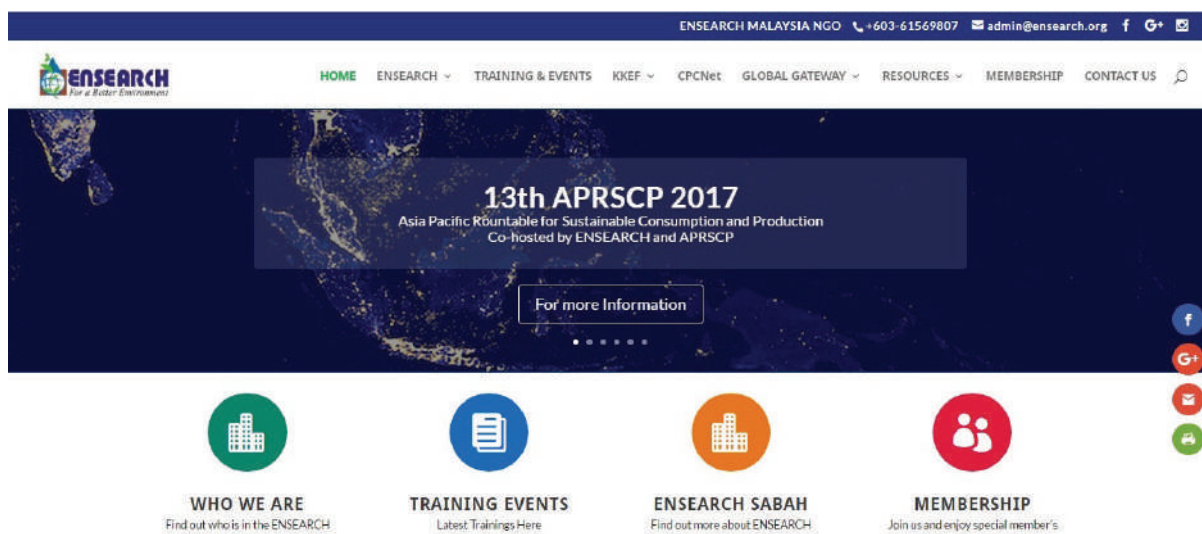 ENSEARCH MALAYSIA NGO +603-61569807 admin@ensearch.org f G+
ENSEARCH
For a Better Environment
HOME ENSEARCH TRAINING & EVENTS KKEF CPCNet GLOBAL GATEWAY RESOURCES MEMBERSHIP CONTACT US
13th APRSCP 2017
Asia Pacific Rountable for Sustainable Consumption and Production
Co-hosted by ENSEARCH and APRSCP
For more Information
f
G+
WHO WE ARE
Find out who is in the ENSEARCH
TRAINING EVENTS
Latest Trainings Here
ENSEARCH SABAH
Find out more about ENSEARCH
MEMBERSHIP
Join us and enjoy special member's